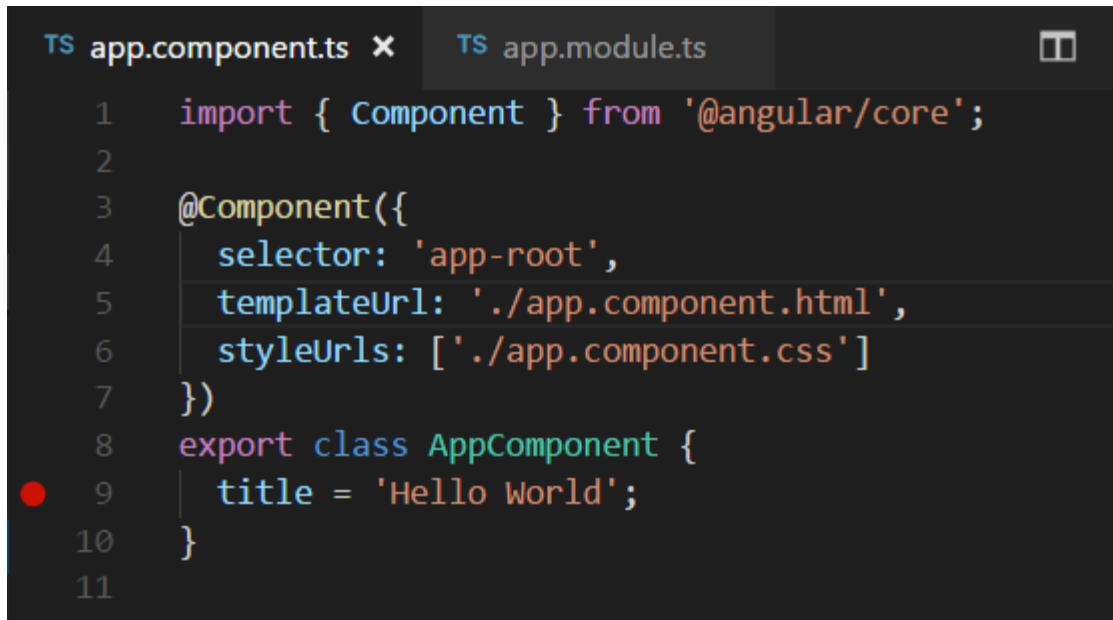 TS app.component.ts × TS app.module.ts
1 import { Component } from '@angular/core';
2
3 @Component({
4   selector: 'app-root',
5   templateUrl: './app.component.html',
6   styleUrls: ['./app.component.css']
7 })
8 export class AppComponent {
9   title = 'Hello World';
10 }
11